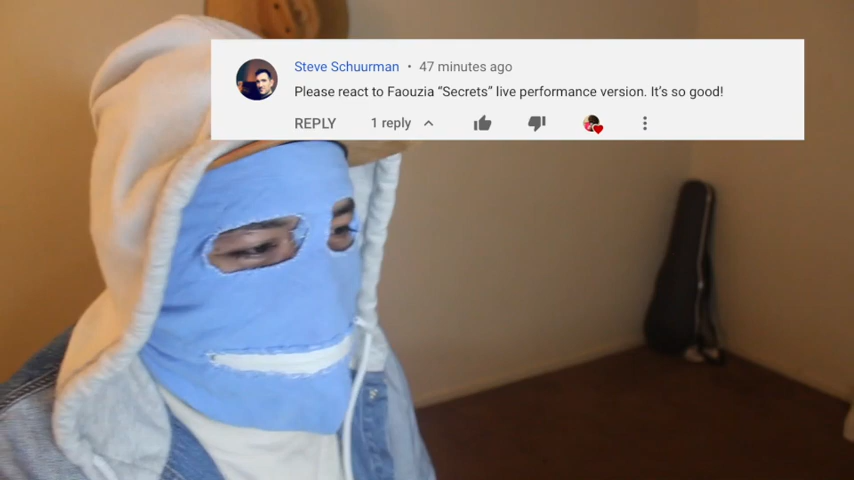 Steve Schuurman • 47 minutes ago
Please react to Faouzia “Secrets” live performance version. It’s so good!
REPLY 1 reply